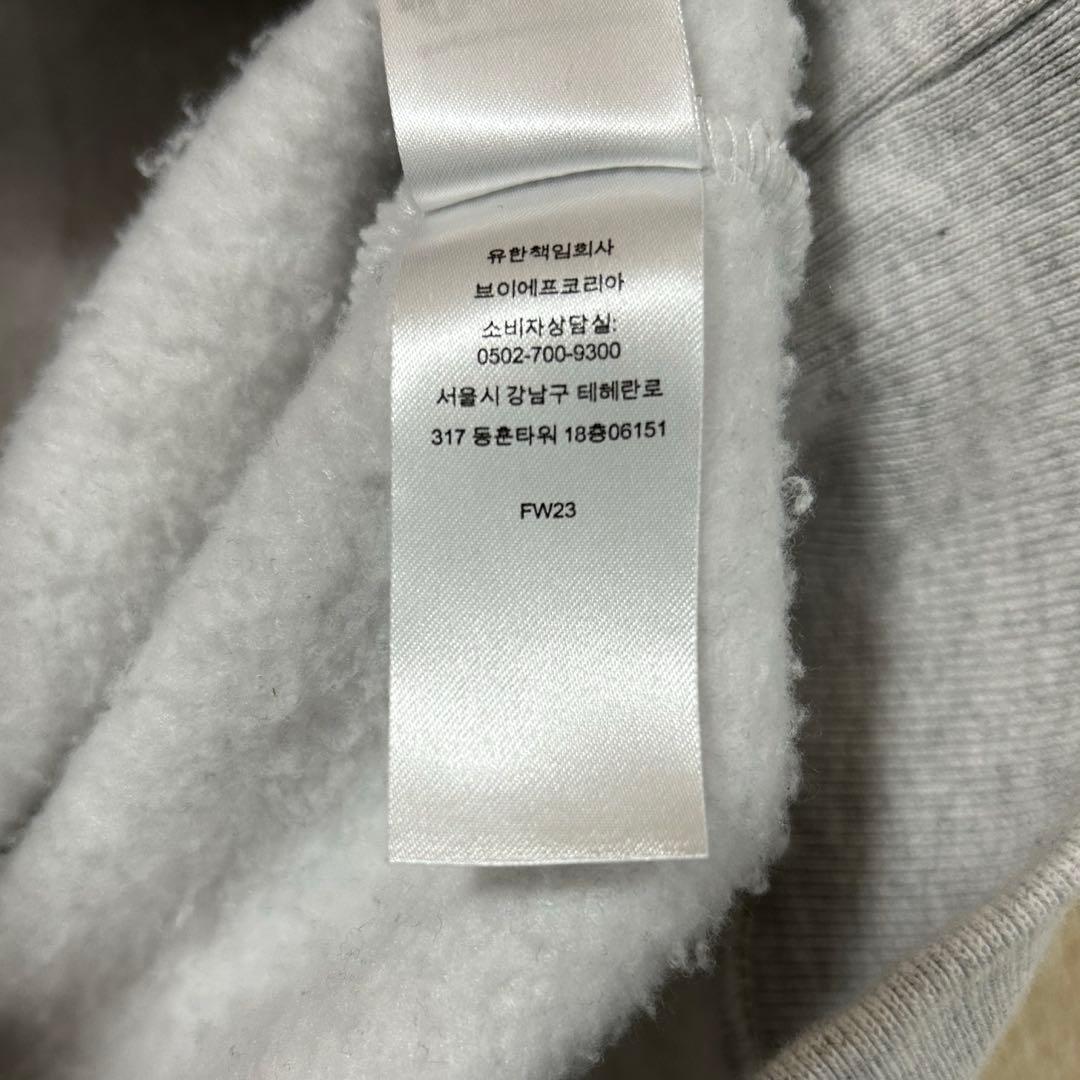 유한책임회사
브이에프코리아
소비자상담실:
0502-700-9300
서울시 강남구 테헤란로
317 동훈타워 18층06151
FW23